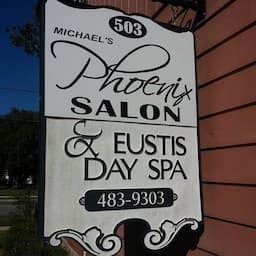 503
MICHAEL'S
Phoenix
SALON
& EUSTIS
DAY SPA
483-9303